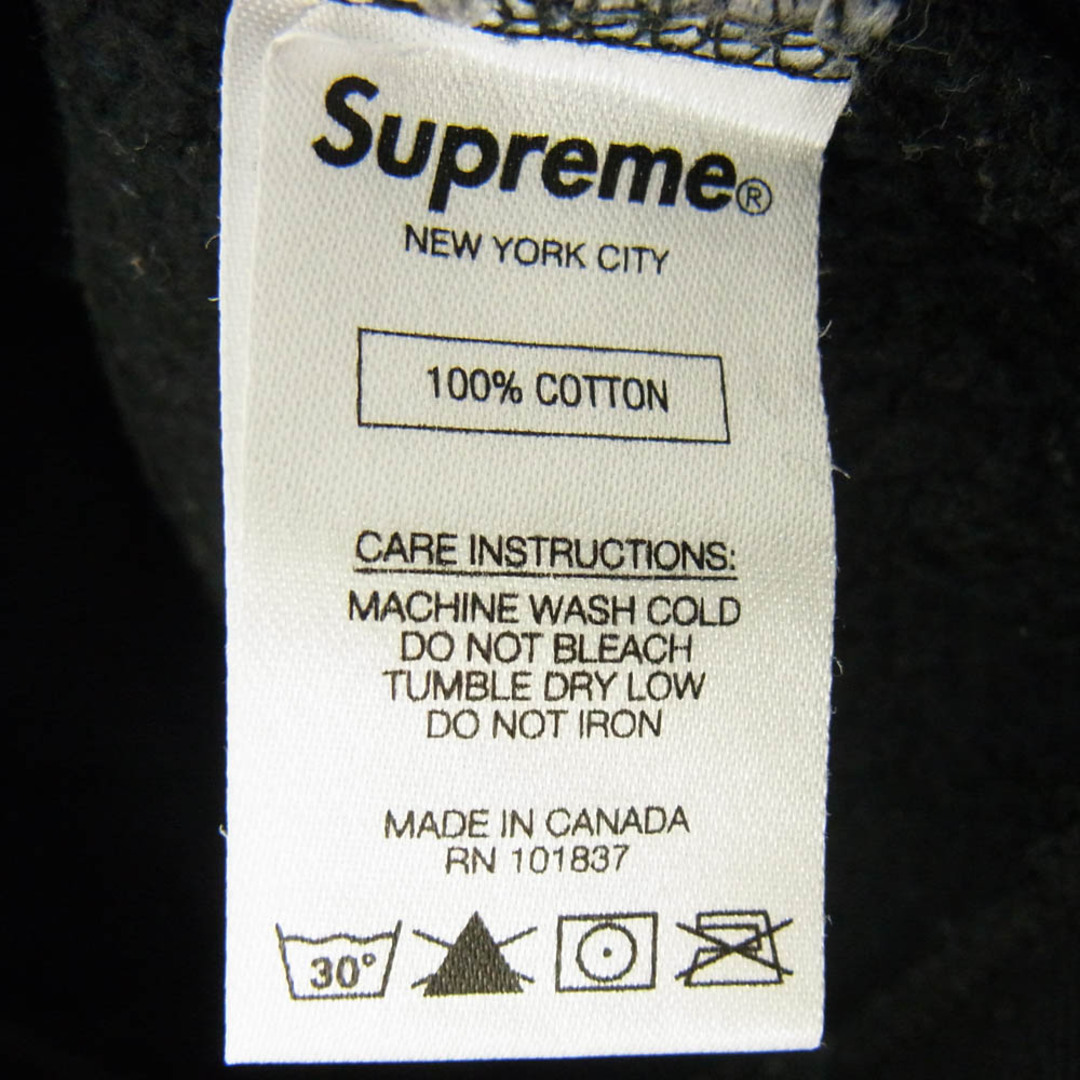 Supreme®
NEW YORK CITY
100% COTTON
CARE INSTRUCTIONS:
MACHINE WASH COLD
DO NOT BLEACH
TUMBLE DRY LOW
DO NOT IRON
MADE IN CANADA
RN 101837
30°